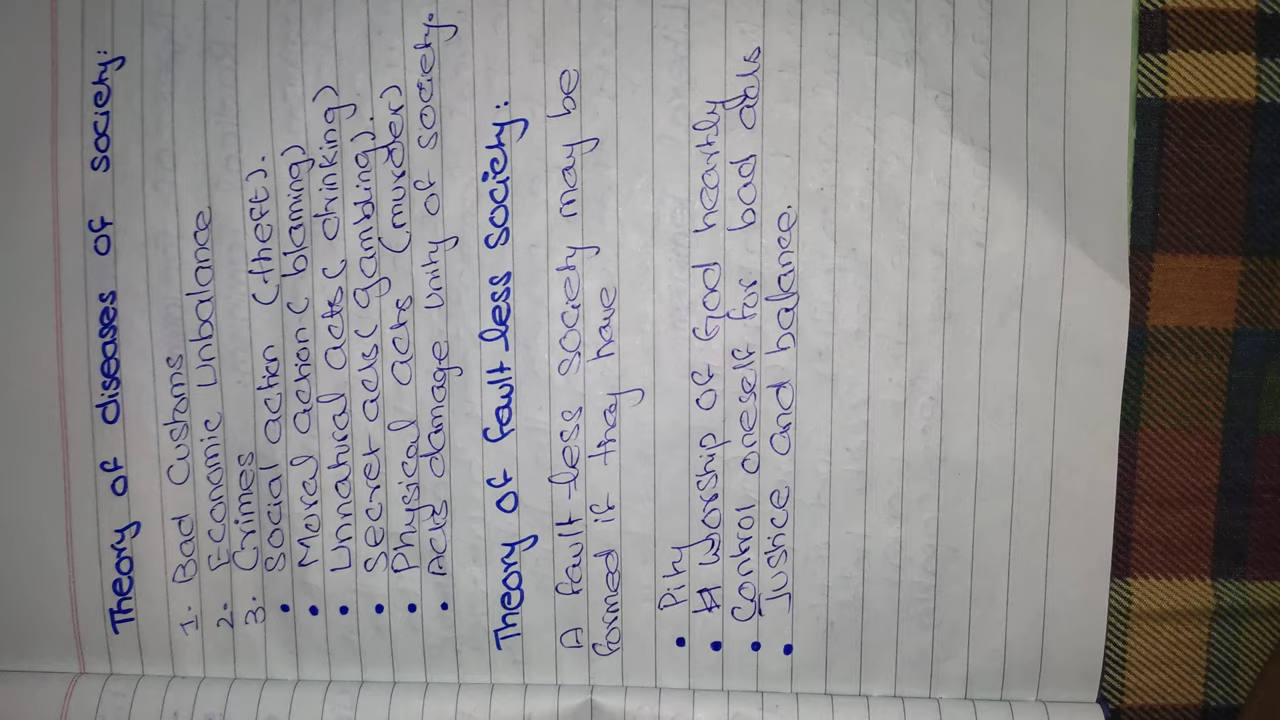 Theory of diseases of society:
1. Bad Customs
2. Economic Unbalance
3. Crimes
• Social action (theft).
• Moral action ( blaming)
• Unnatural acts ( drinking)
• Secret acts ( gambling).
• Physical acts (murder)
• Acts damage Unity of society.
Theory of fault less society:
A fault-less society may be
formed if they have
• Pity
• worship of God heartly
• Control oneself for bad acts
• Justice and balance.